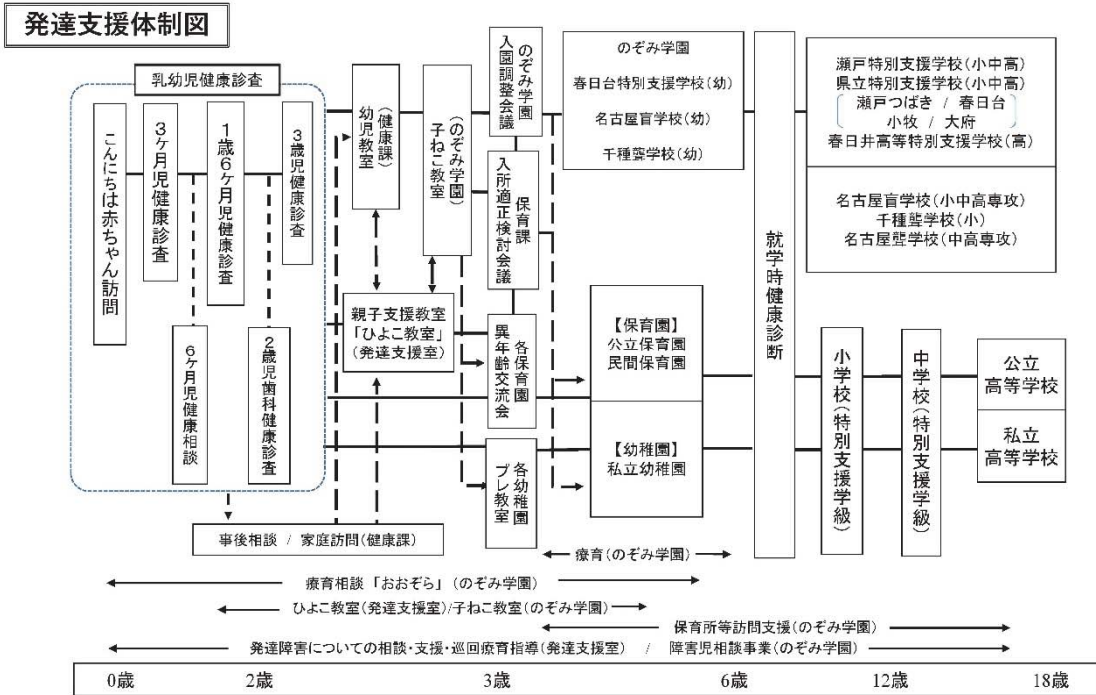 発達支援体制図
乳幼児健康診査
こんにちは赤ちゃん訪問
3ヶ月児健康診査
1歳6ヶ月児健康診査
3歳児健康診査
6ヶ月児健康相談
2歳児歯科健康診査
事後相談 / 家庭訪問(健康課)
(健康課)
幼児教室
(のぞみ学園)
子ねこ教室
親子支援教室
「ひよこ教室」
(発達支援室)
のぞみ学園
入園調整会議
保育課
入所適正検討会議
各保育園
異年齢交流会
各幼稚園
プレ教室
のぞみ学園
春日台特別支援学校(幼)
名古屋盲学校(幼)
千種聾学校(幼)
【保育園】
公立保育園
民間保育園
【幼稚園】
私立幼稚園
就学時健康診断
瀬戸特別支援学校(小中高)
県立特別支援学校(小中高)
瀬戸つばき / 春日台
小牧 / 大府
春日井高等特別支援学校(高)
名古屋盲学校(小中高専攻)
千種聾学校(小)
名古屋聾学校(中高専攻)
小学校(特別支援学級)
中学校(特別支援学級)
公立
高等学校
私立
高等学校
療育(のぞみ学園)
療育相談「おおぞら」(のぞみ学園)
ひよこ教室(発達支援室)/子ねこ教室(のぞみ学園)
保育所等訪問支援(のぞみ学園)
発達障害についての相談・支援・巡回療育指導(発達支援室) / 障害児相談事業(のぞみ学園)
0歳 2歳 3歳 6歳 12歳 18歳